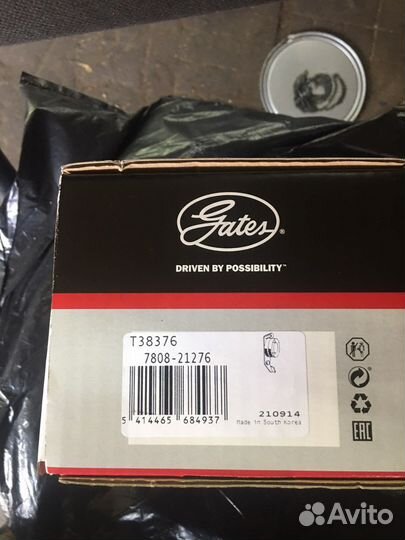 Gates®
DRIVEN BY POSSIBILITY™
T38376
7808-21276
5 414465 684937
210914
Made in South Korea
EAC
Avito